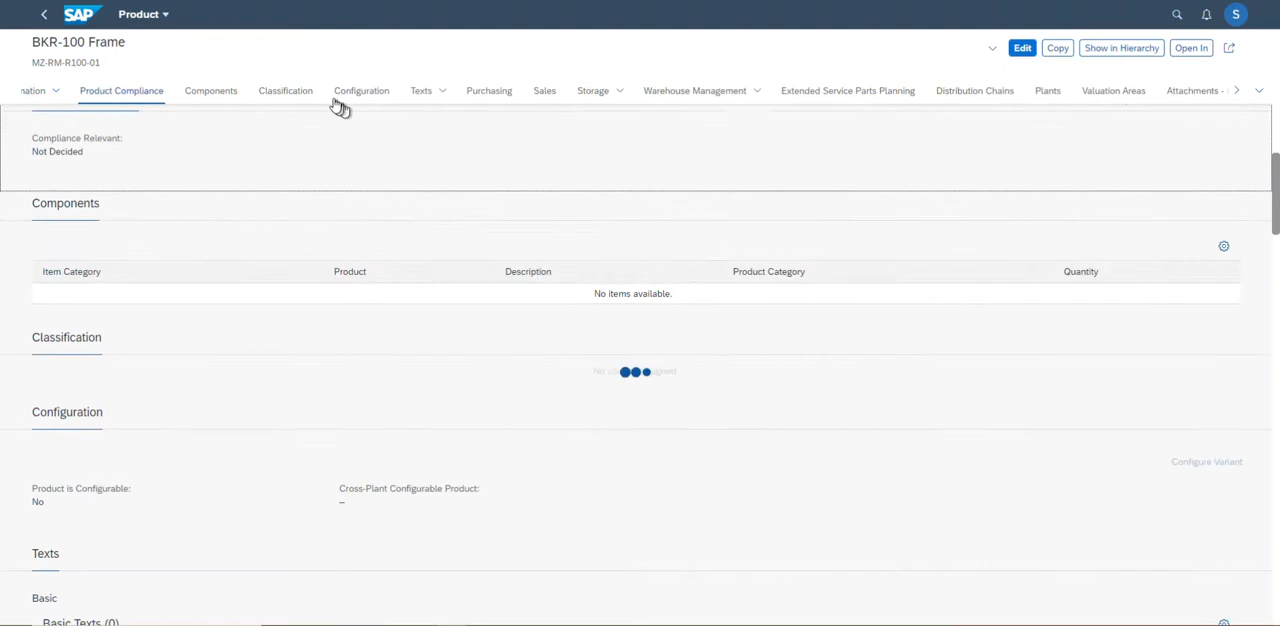 SAP Product
S
BKR-100 Frame
MZ-RM-R100-01
Edit Copy Show in Hierarchy Open In
nation Product Compliance Components Classification Configuration Texts Purchasing Sales Storage Warehouse Management Extended Service Parts Planning Distribution Chains Plants Valuation Areas Attachments -
Compliance Relevant:
Not Decided
Components
Item Category Product Description Product Category Quantity
No items available.
Classification
Configuration
Configure Variant
Product is Configurable: Cross-Plant Configurable Product:
No –
Texts
Basic
Basic Texts (0)